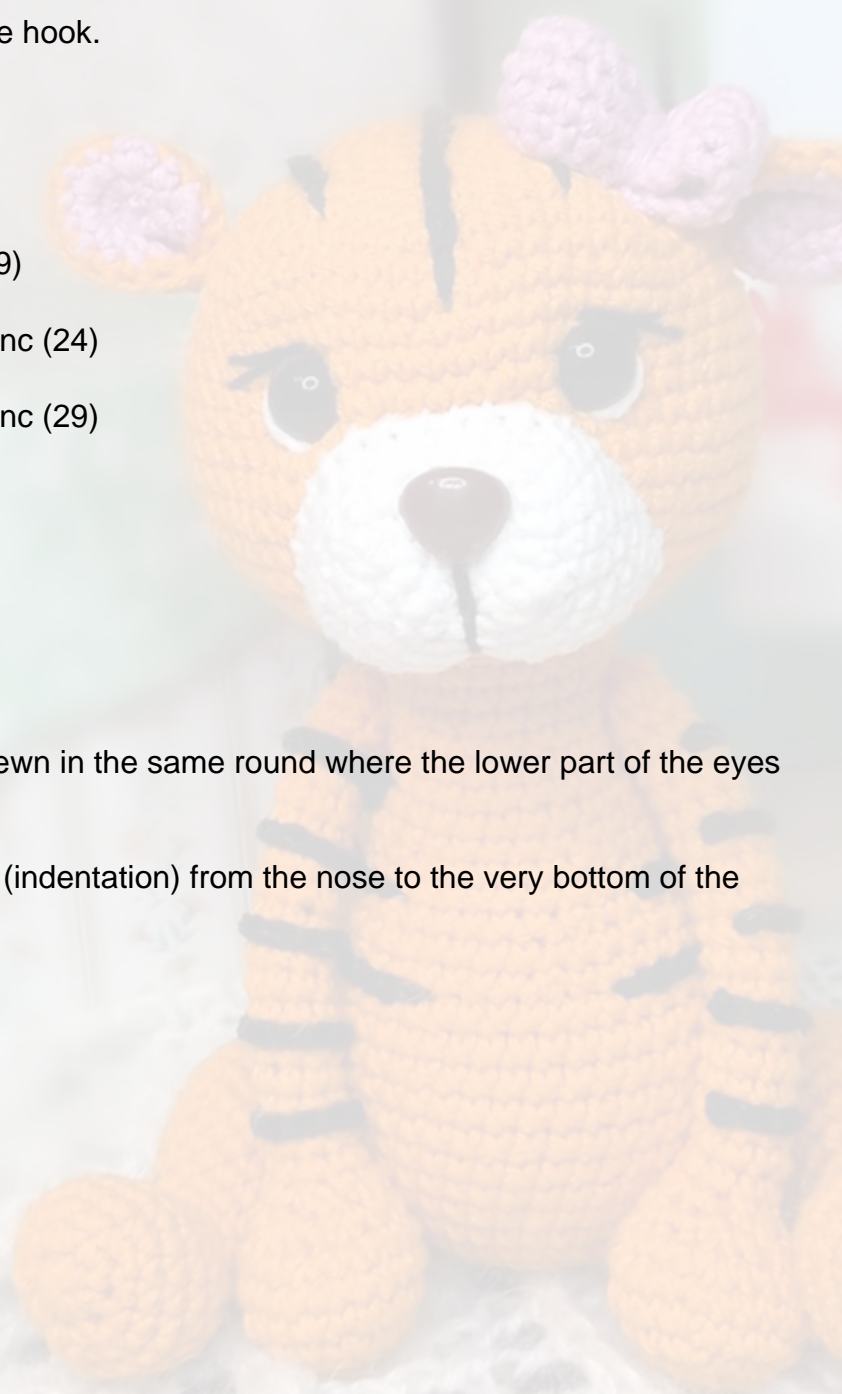 e hook.
9)
nc (24)
nc (29)
ewn in the same round where the lower part of the eyes
(indentation) from the nose to the very bottom of the